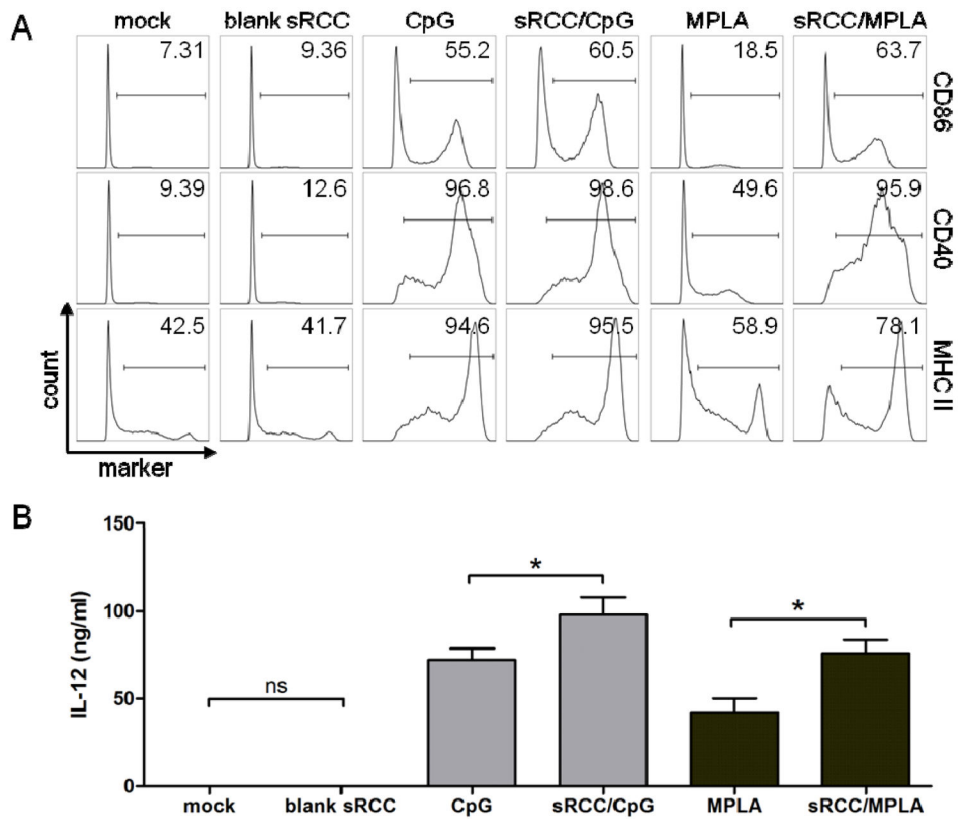 A
mock blank sRCC CpG sRCC/CpG MPLA sRCC/MPLA
7.31 9.36 55.2 60.5 18.5 63.7 CD86
9.39 12.6 96.8 98.6 49.6 95.9 CD40
42.5 41.7 94.6 95.5 58.9 78.1 MHC II
count
marker
B
150
100
50
0
IL-12 (ng/ml)
ns
*
*
mock blank sRCC CpG sRCC/CpG MPLA sRCC/MPLA